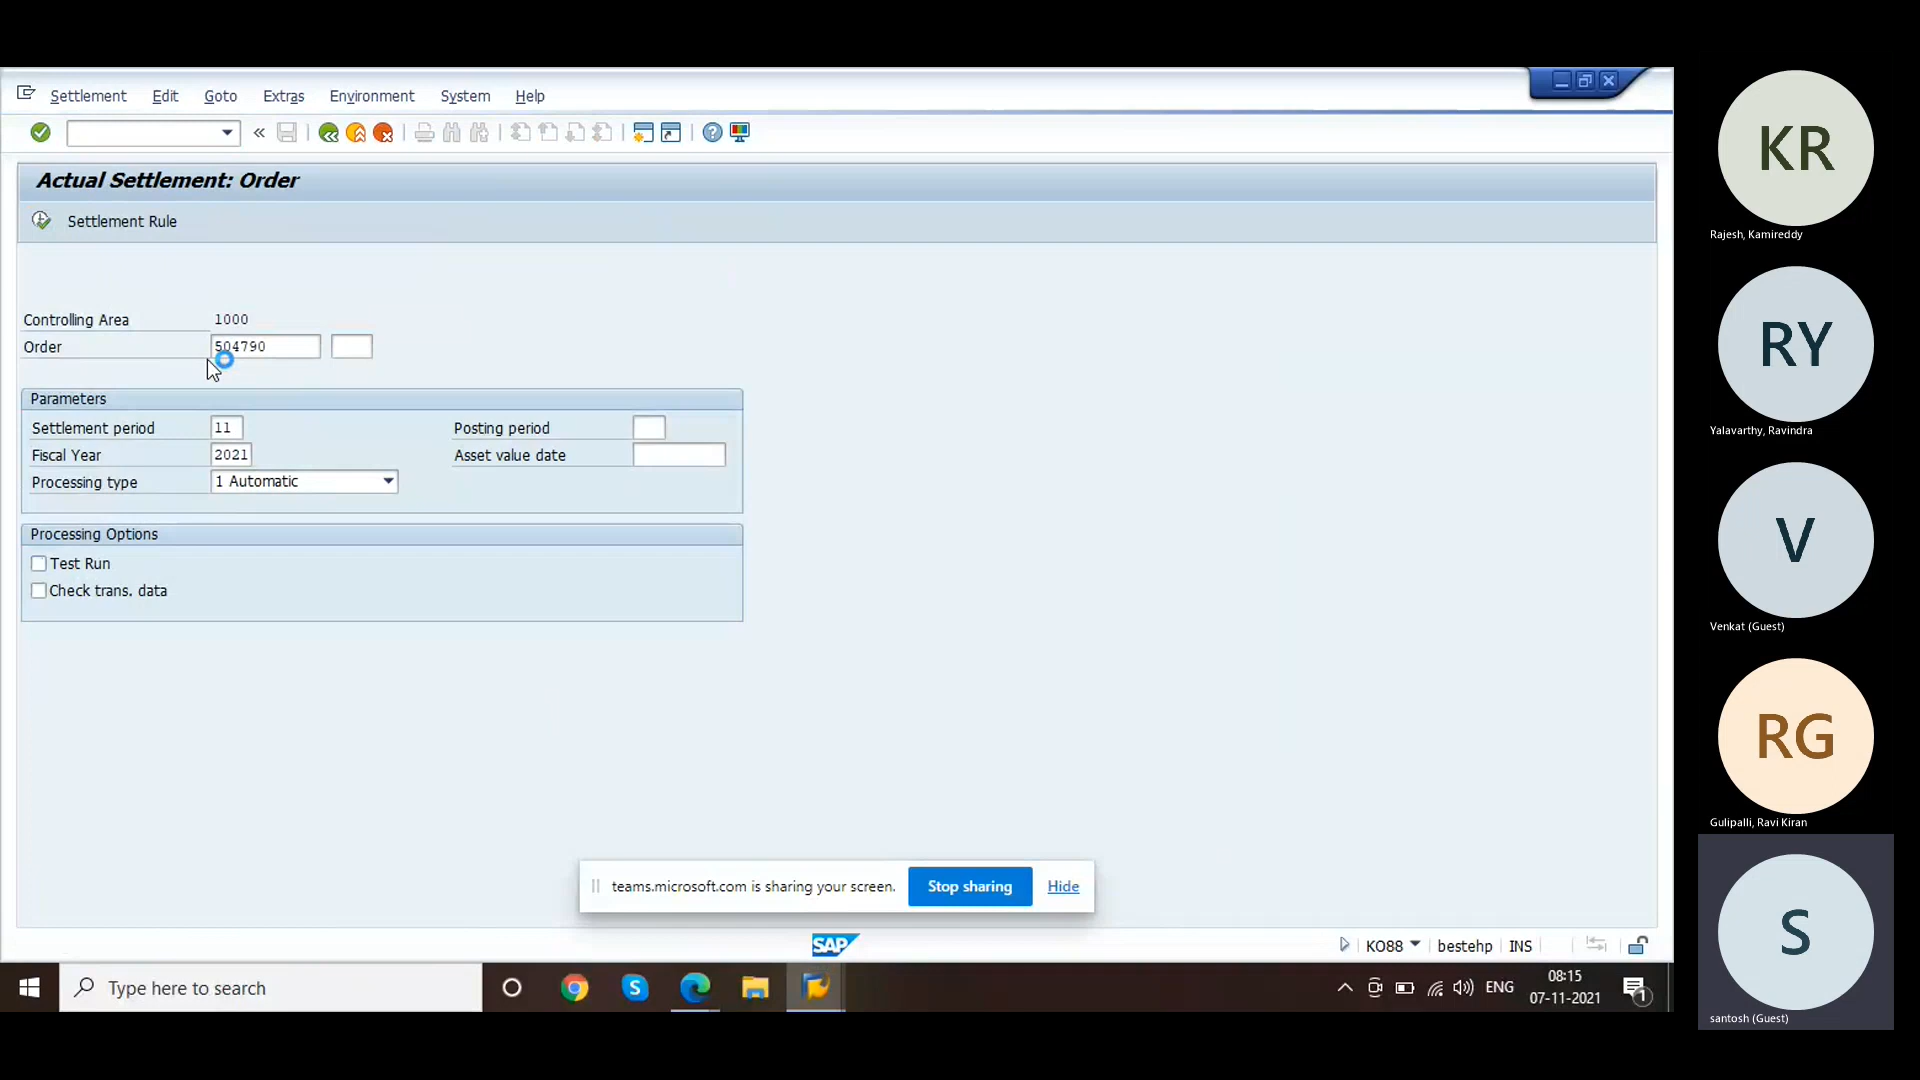 Settlement Edit Goto Extras Environment System Help
Actual Settlement: Order
Settlement Rule
Controlling Area 1000
Order 504790
Parameters
Settlement period 11 Posting period
Fiscal Year 2021 Asset value date
Processing type 1 Automatic
Processing Options
Test Run
Check trans. data
teams.microsoft.com is sharing your screen. Stop sharing Hide
SAP KO88 bestehp INS
Type here to search S ENG 08:15
07-11-2021 1
KR
Rajesh, Kamireddy
RY
Yalavarthy, Ravindra
V
Venkat (Guest)
RG
Gulipalli, Ravi Kiran
S
santosh (Guest)